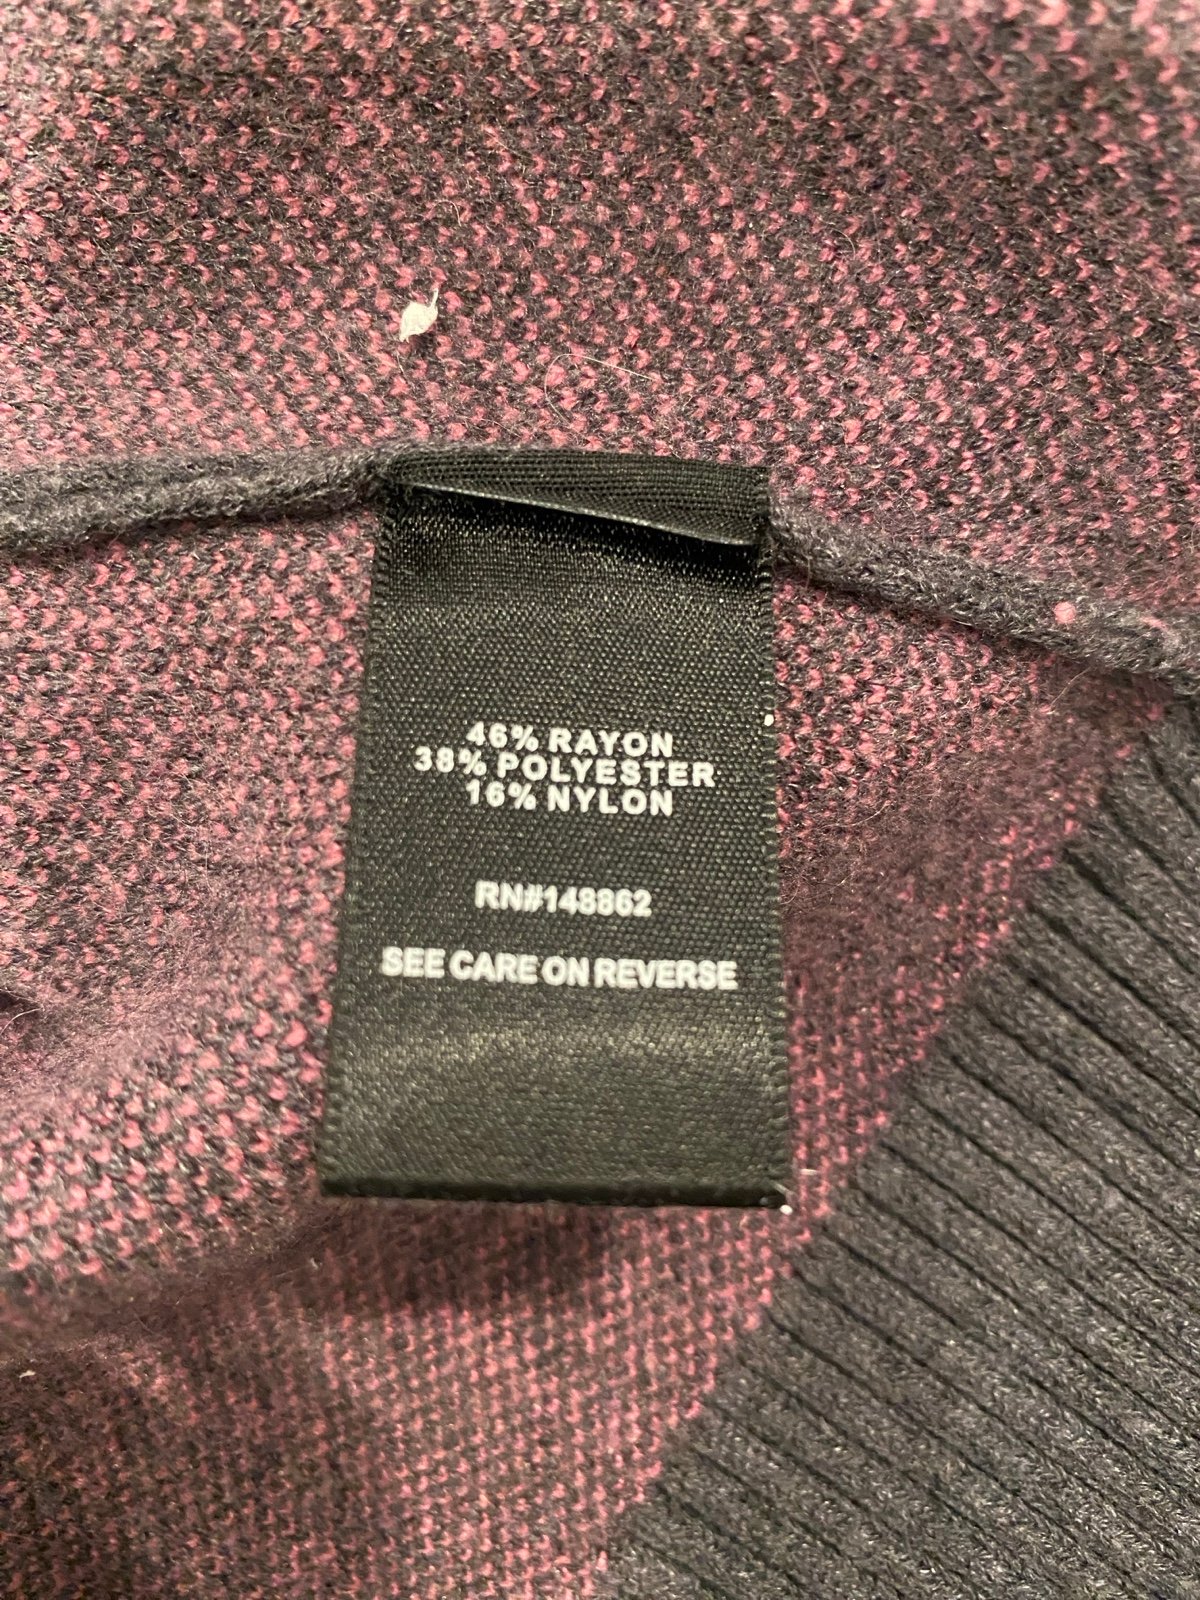 46% RAYON
38% POLYESTER
16% NYLON
RN#148862
SEE CARE ON REVERSE